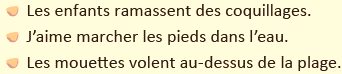 Les enfants ramassent des coquillages.
J’aime marcher les pieds dans l’eau.
Les mouettes volent au-dessus de la plage.